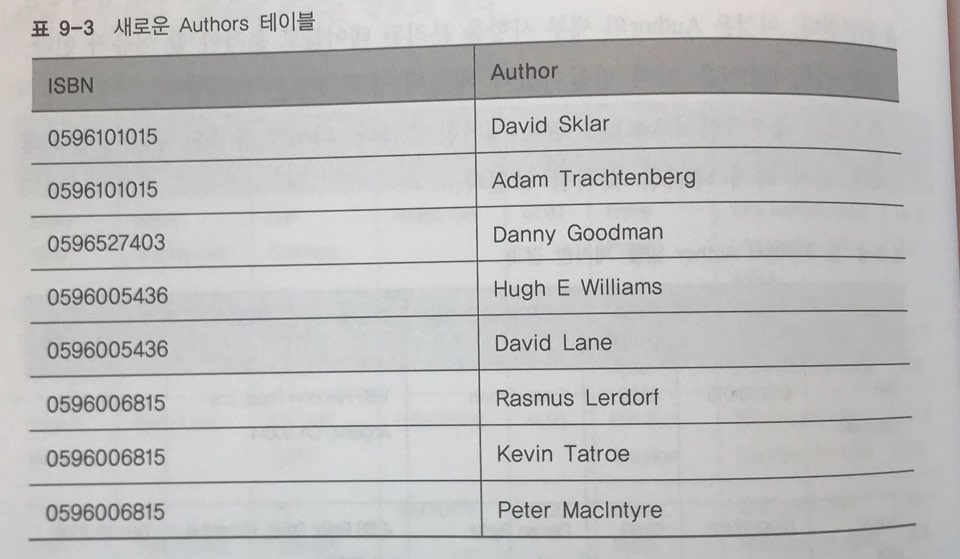 표 9-3 새로운 Authors 테이블
ISBN Author
0596101015 David Sklar
0596101015 Adam Trachtenberg
0596527403 Danny Goodman
0596005436 Hugh E Williams
0596005436 David Lane
0596006815 Rasmus Lerdorf
0596006815 Kevin Tatroe
0596006815 Peter MacIntyre